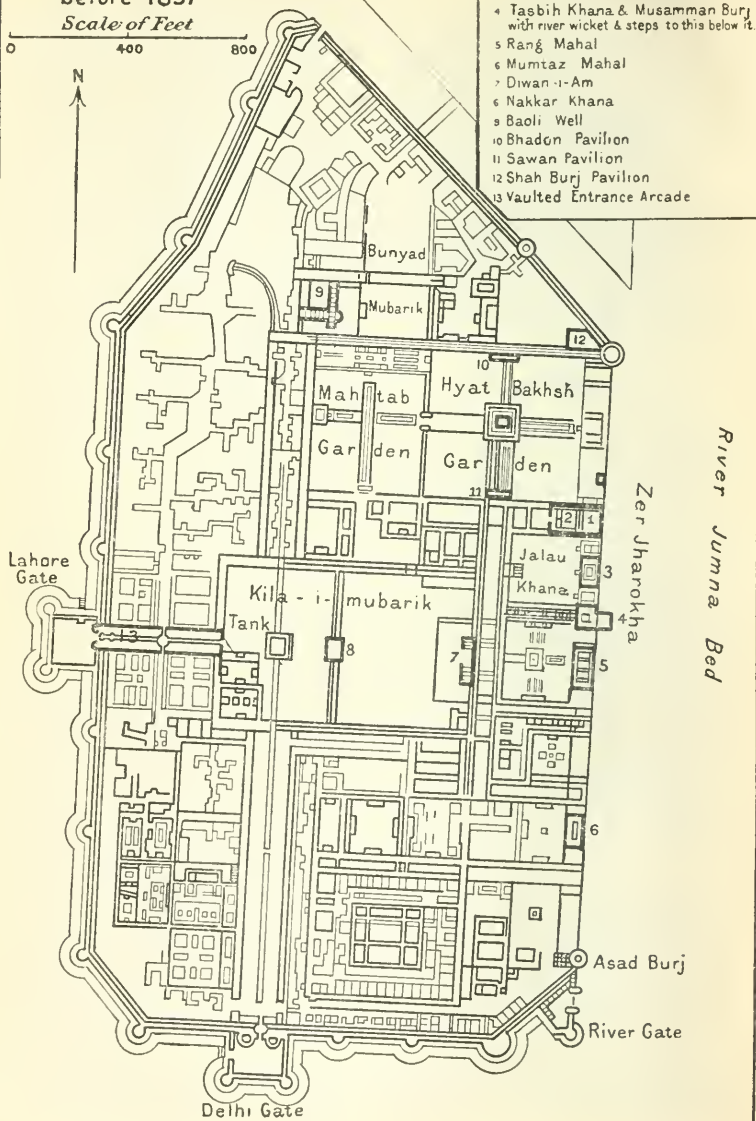 before 1857
Scale of Feet
0 400 800
N
4 Tasbih Khana & Musamman Burj
with river wicket & steps to this below it.
5 Rang Mahal
6 Mumtaz Mahal
7 Diwan-i-Am
8 Nakkar Khana
9 Baoli Well
10 Bhadon Pavilion
11 Sawan Pavilion
12 Shah Burj Pavilion
13 Vaulted Entrance Arcade
Bunyad
9
Mubarik
12
10
Mahtab
Hyat Bakhsh
Garden
Garden
River Jumna Bed
11
Zer Jharokha
2
1
Jalau
3
Khana
Lahore
Gate
Kila-i-mubarik
4
Tank
13
8
7
5
6
Asad Burj
River Gate
Delhi Gate